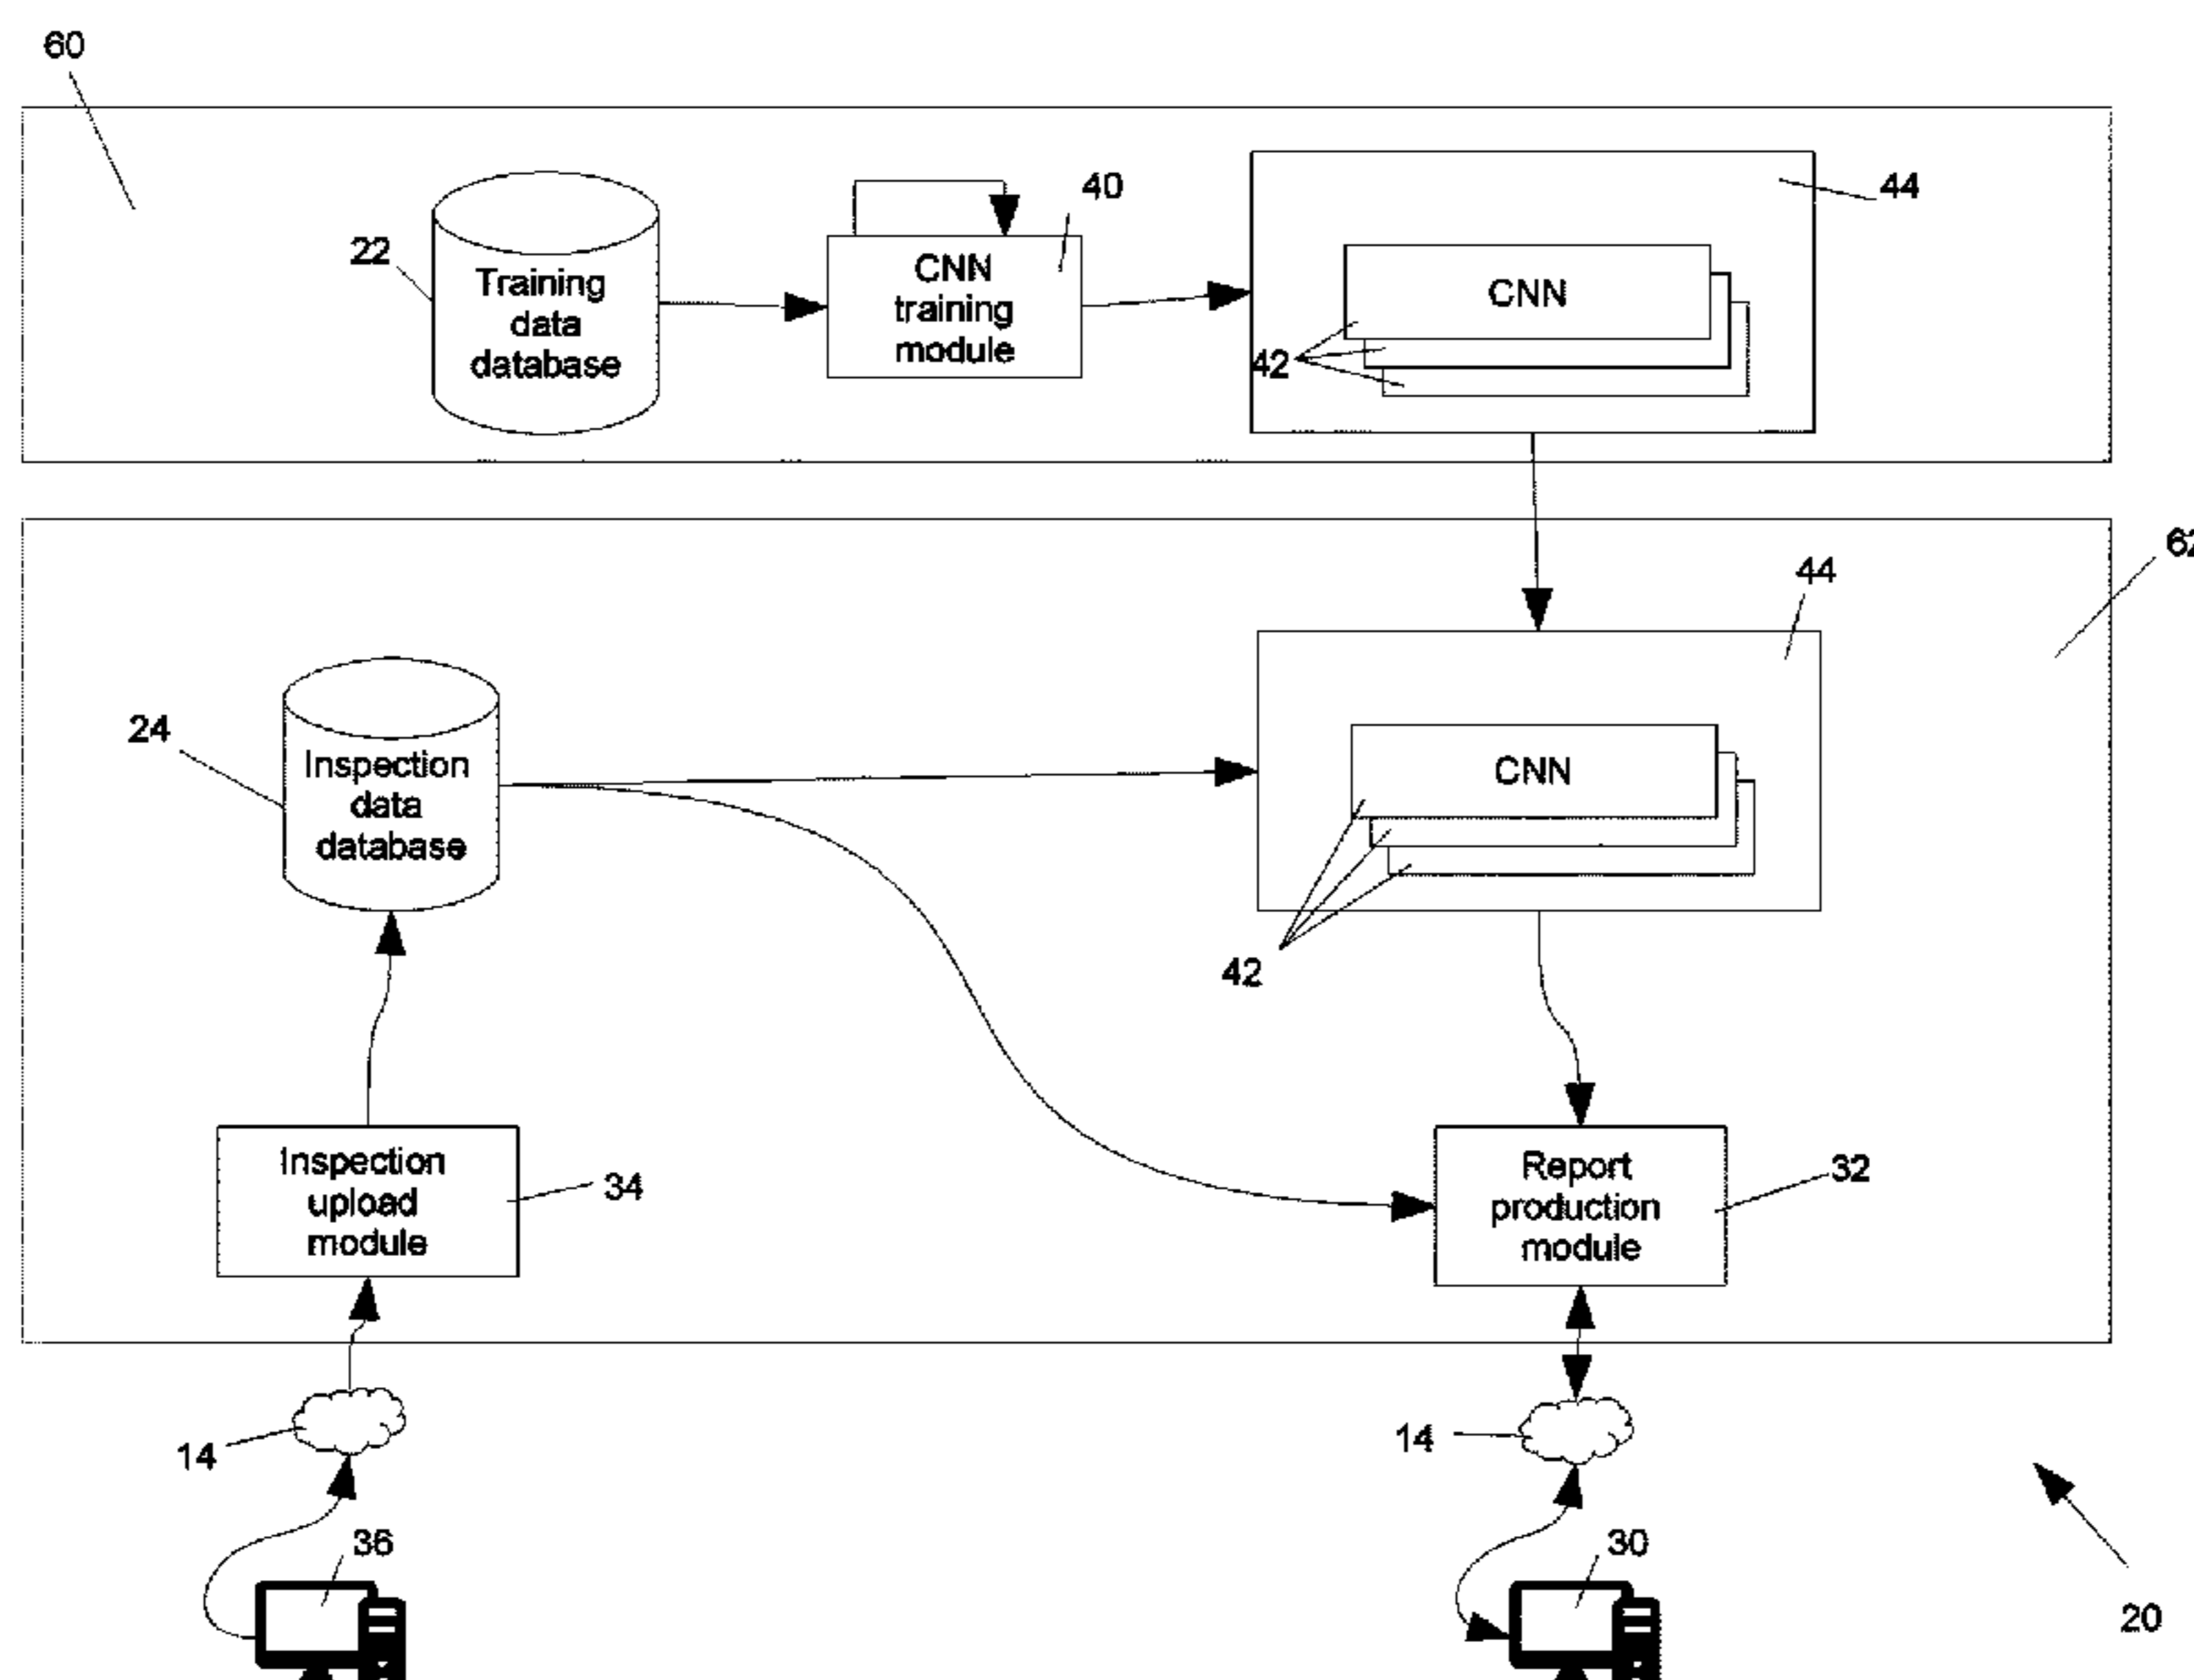 60
22
Training
data
database
40
CNN
training
module
44
CNN
42
62
44
24
Inspection
data
database
CNN
42
Inspection
upload
module
34
Report
production
module
32
14
14
36
30
20